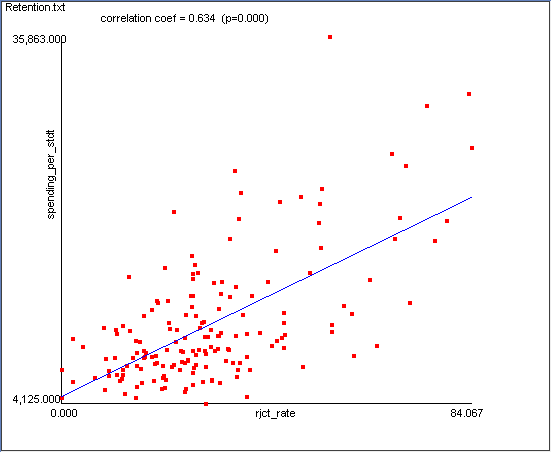 Retention.txt
correlation coef = 0.634 (p=0.000)
35,863.000
spending_per_stdt
4,125.000
0.000
rjct_rate
84.067